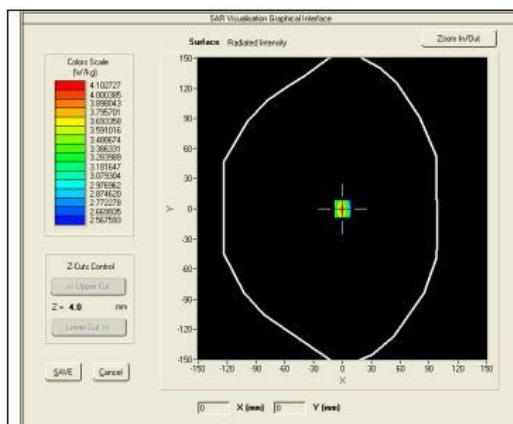 SAR Visualisation Graphical Interface
Surface Radiated Intensity
Zoom In/Out
Colors Scale
(W/kg)
4.102727
4.000385
3.898043
3.795701
3.693358
3.591016
3.488674
3.386331
3.283989
3.181647
3.079304
2.976962
2.874620
2.772278
2.669935
2.567593
Z-Cuts Control
<< Upper Cut
Z = 4.0 mm
Lower Cut >>
SAVE Cancel
150
120
90
60
30
Y 0
-30
-60
-90
-120
-150
-150 -120 -90 -60 -30 0 30 60 90 120 150
X
0 X (mm) 0 Y (mm)